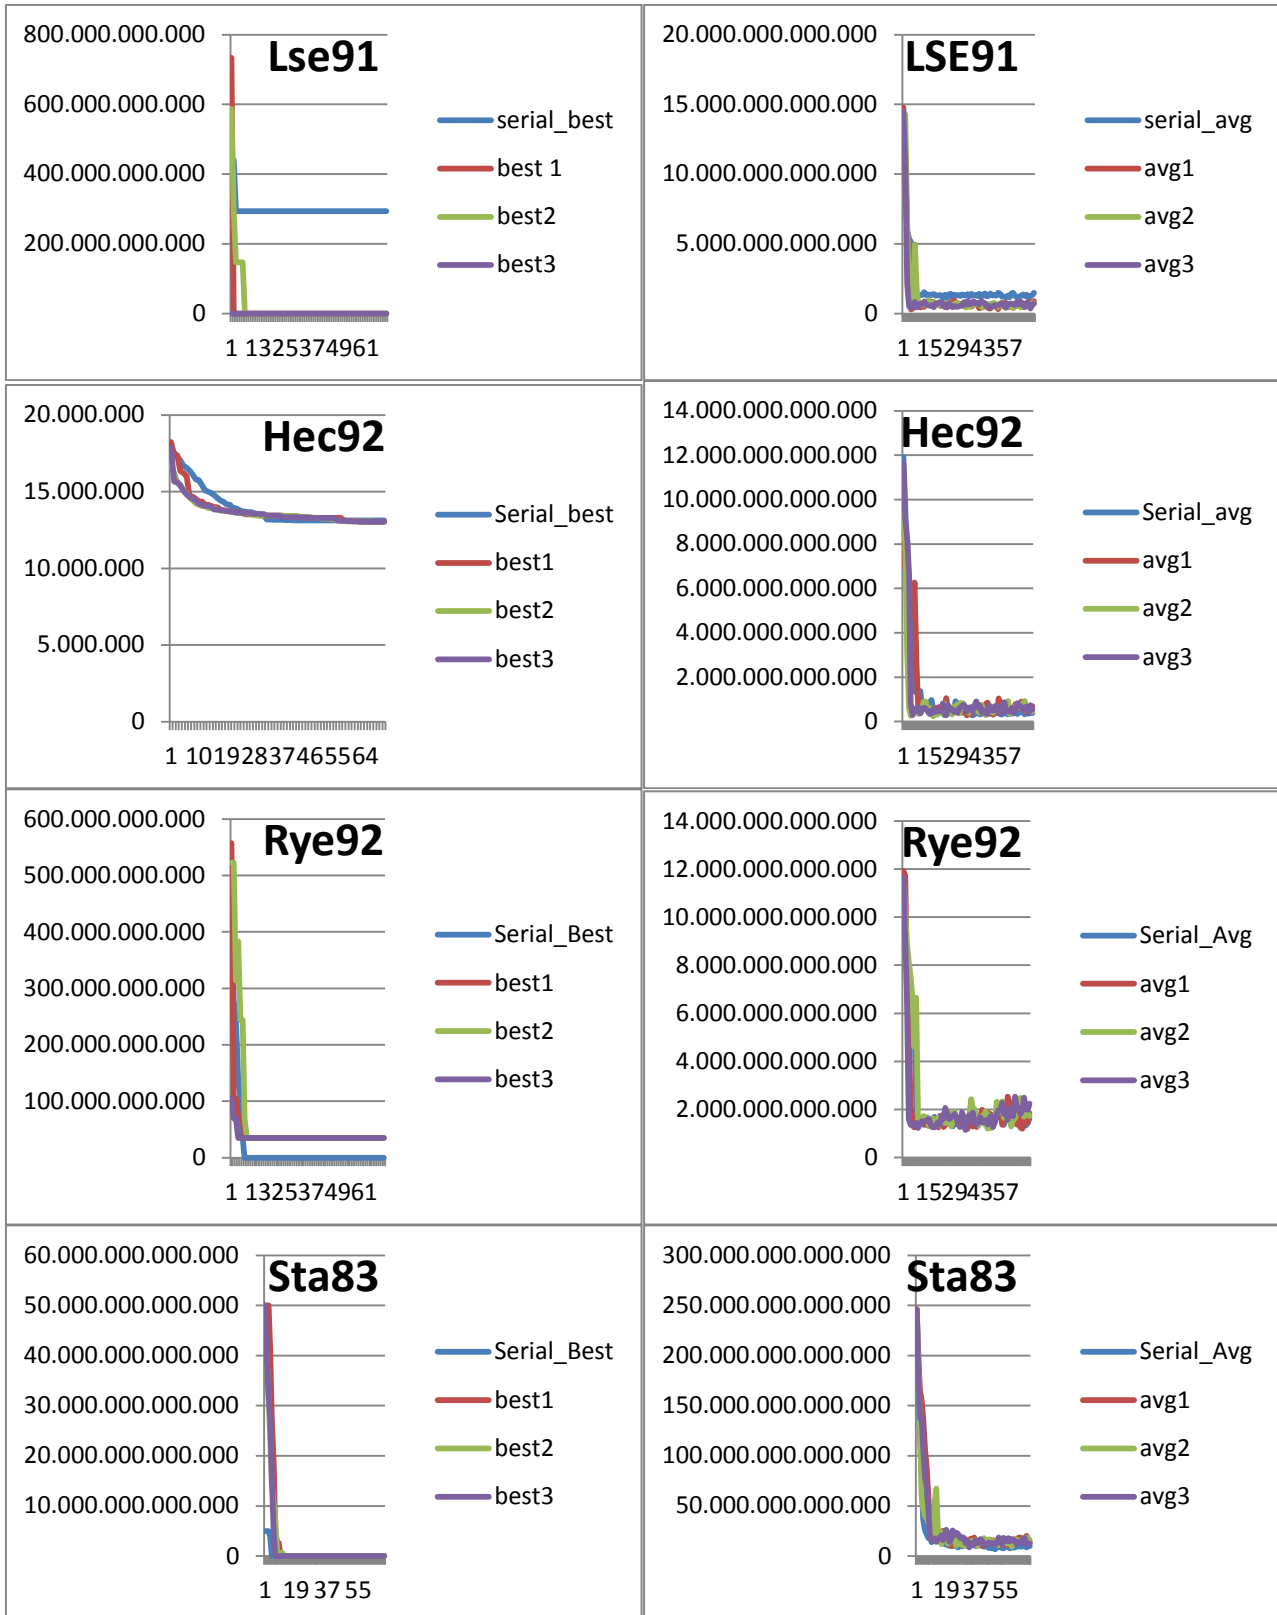 Lse91
800.000.000.000
600.000.000.000
400.000.000.000
200.000.000.000
0
1 1325374961
serial_best
best 1
best2
best3
LSE91
20.000.000.000.000
15.000.000.000.000
10.000.000.000.000
5.000.000.000.000
0
1 15294357
serial_avg
avg1
avg2
avg3
Hec92
20.000.000
15.000.000
10.000.000
5.000.000
0
1 10192837465564
Serial_best
best1
best2
best3
Hec92
14.000.000.000.000
12.000.000.000.000
10.000.000.000.000
8.000.000.000.000
6.000.000.000.000
4.000.000.000.000
2.000.000.000.000
0
1 15294357
Serial_avg
avg1
avg2
avg3
Rye92
600.000.000.000
500.000.000.000
400.000.000.000
300.000.000.000
200.000.000.000
100.000.000.000
0
1 1325374961
Serial_Best
best1
best2
best3
Rye92
14.000.000.000.000
12.000.000.000.000
10.000.000.000.000
8.000.000.000.000
6.000.000.000.000
4.000.000.000.000
2.000.000.000.000
0
1 15294357
Serial_Avg
avg1
avg2
avg3
Sta83
60.000.000.000.000
50.000.000.000.000
40.000.000.000.000
30.000.000.000.000
20.000.000.000.000
10.000.000.000.000
0
1 19 37 55
Serial_Best
best1
best2
best3
Sta83
300.000.000.000.000
250.000.000.000.000
200.000.000.000.000
150.000.000.000.000
100.000.000.000.000
50.000.000.000.000
0
1 19 37 55
Serial_Avg
avg1
avg2
avg3